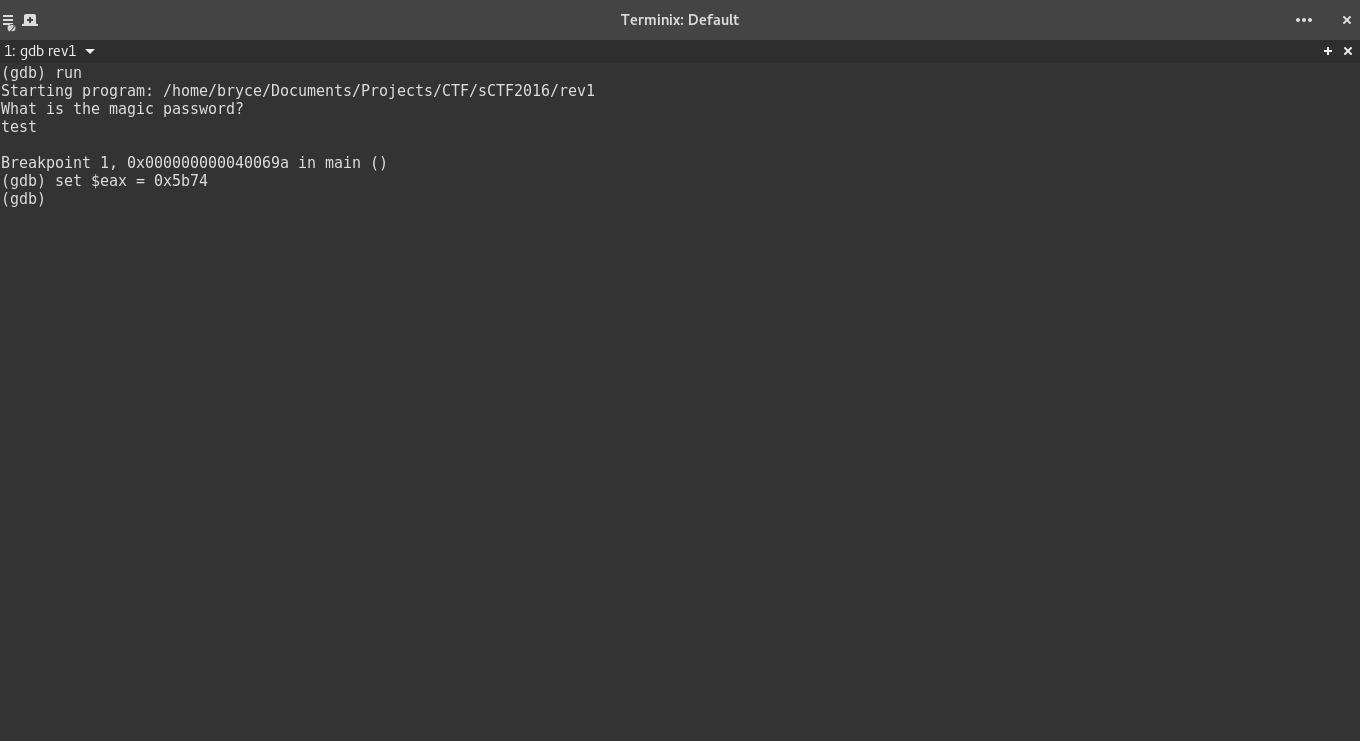 Terminix: Default
1: gdb rev1
(gdb) run
Starting program: /home/bryce/Documents/Projects/CTF/sCTF2016/rev1
What is the magic password?
test
Breakpoint 1, 0x000000000040069a in main ()
(gdb) set $eax = 0x5b74
(gdb)